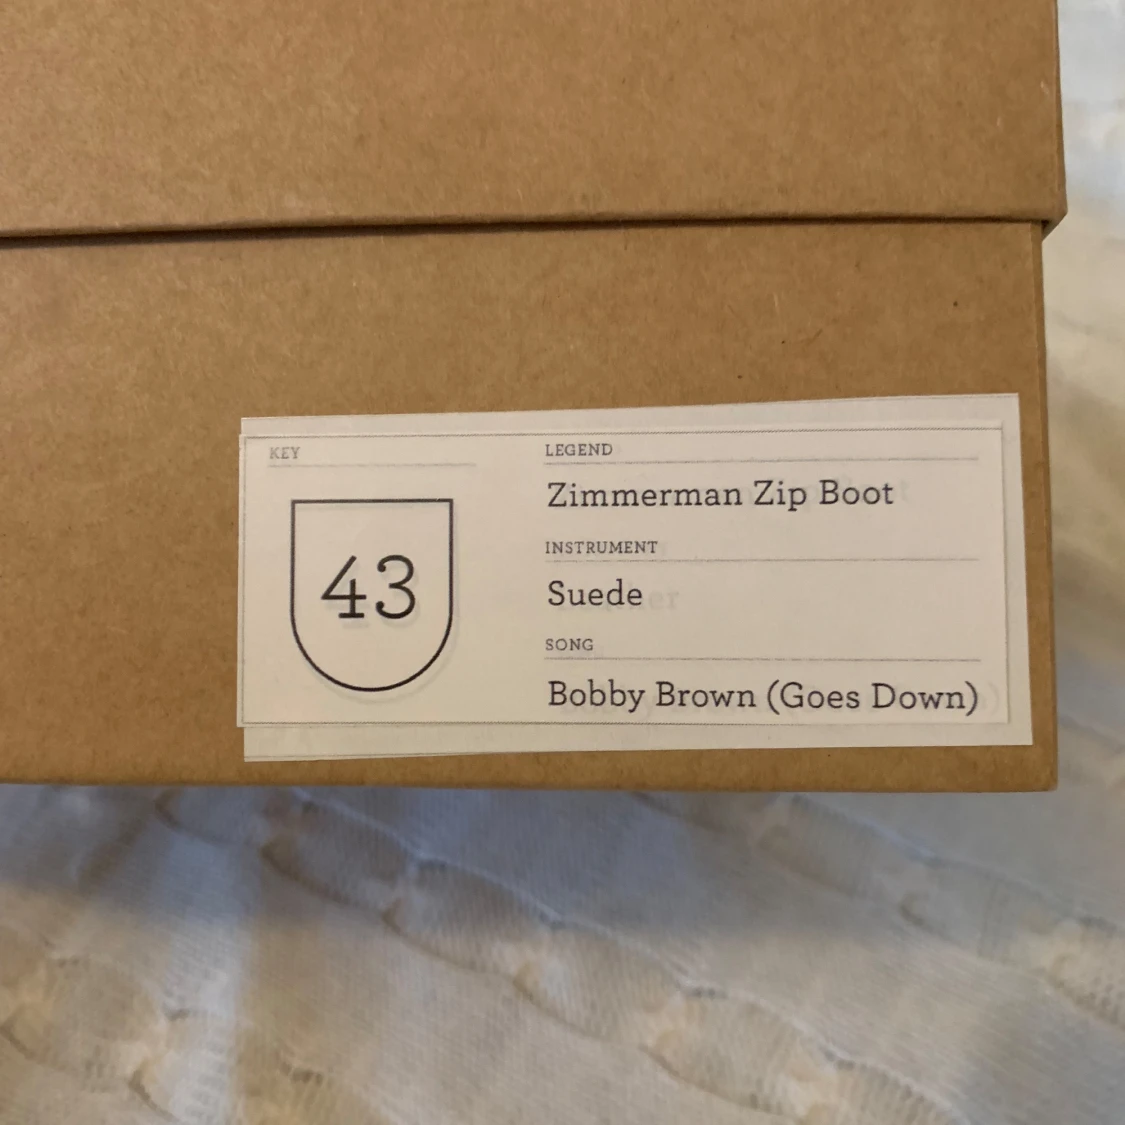 KEY
43
LEGEND
Zimmerman Zip Boot
INSTRUMENT
Suede
SONG
Bobby Brown (Goes Down)